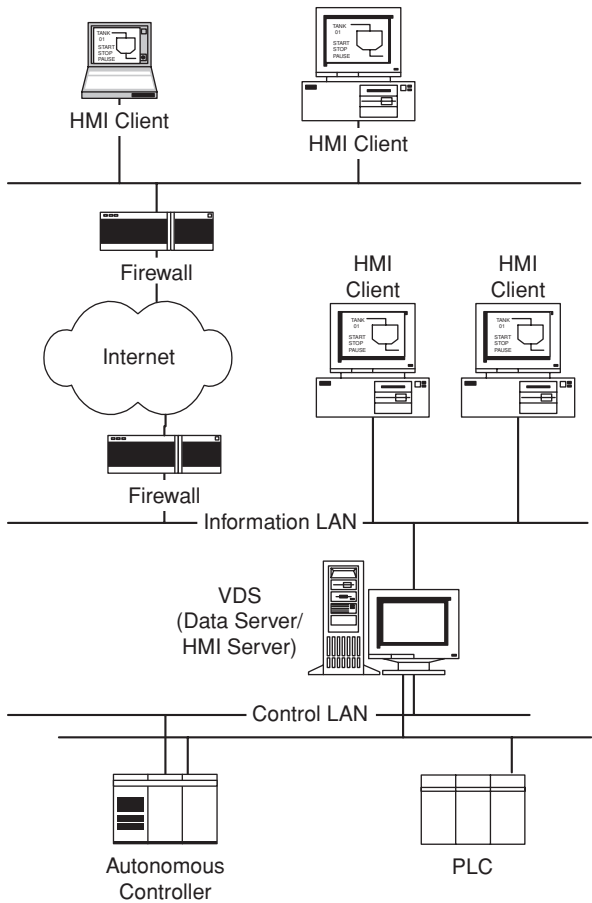 TANK
01
START
STOP
PAUSE
TANK
01
START
STOP
PAUSE
HMI Client
HMI Client
Firewall
HMI
Client
HMI
Client
TANK
01
START
STOP
PAUSE
TANK
01
START
STOP
PAUSE
Internet
Firewall
Information LAN
VDS
(Data Server/
HMI Server)
Control LAN
Autonomous
Controller
PLC